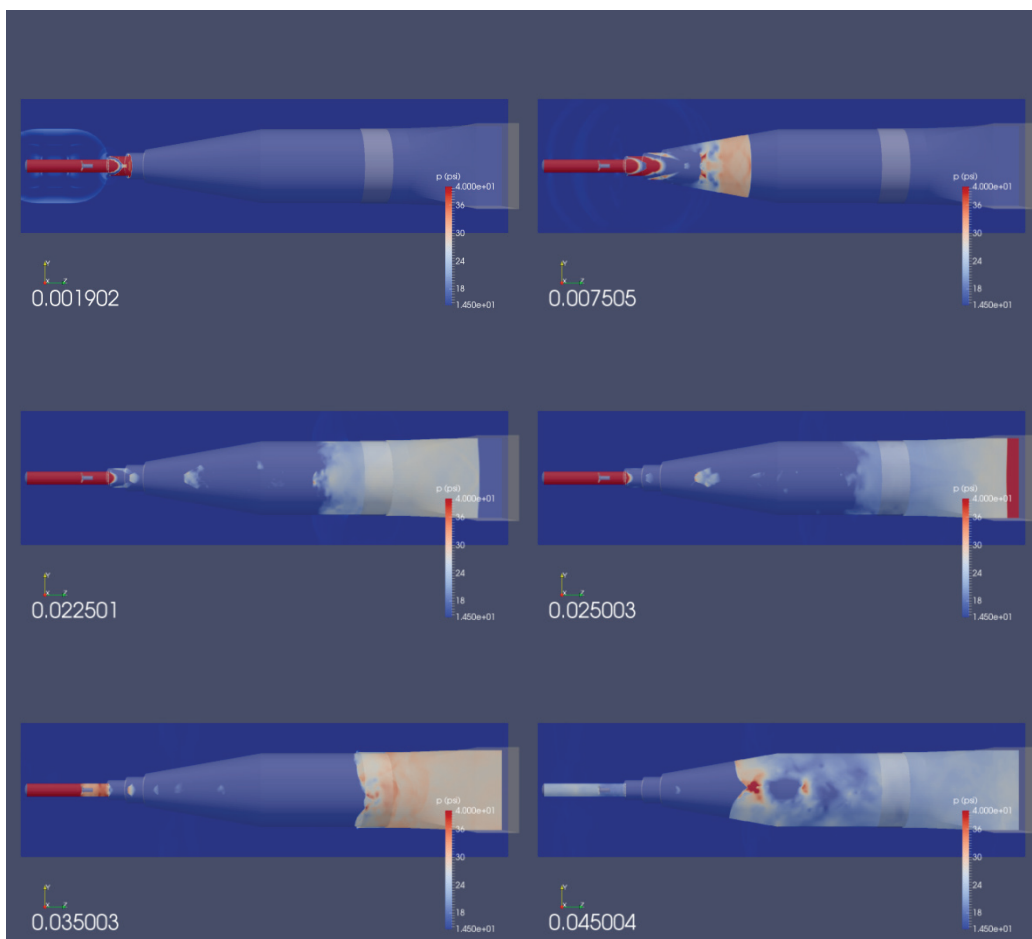 p (psi)
4.000e+01
36
30
24
18
1.450e+01
Y
X Z
0.001902
p (psi)
4.000e+01
36
30
24
18
1.450e+01
Y
X Z
0.007505
p (psi)
4.000e+01
36
30
24
18
1.450e+01
Y
X Z
0.022501
p (psi)
4.000e+01
36
30
24
18
1.450e+01
Y
X Z
0.025003
p (psi)
4.000e+01
36
30
24
18
1.450e+01
Y
X Z
0.035003
p (psi)
4.000e+01
36
30
24
18
1.450e+01
Y
X Z
0.045004